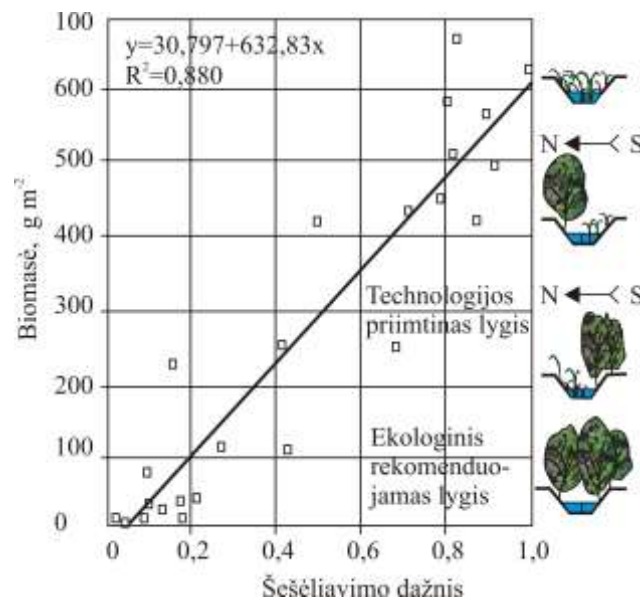 100
y=30,797+632,83x
R²=0,880
600
N S
500
Biomasė, g m⁻²
400
300
Technologijos
priimtinas lygis
N S
200
100
Ekologinis
rekomenduo-
jamas lygis
0
0 0,2 0,4 0,6 0,8 1,0
Šešėliavimo dažnis